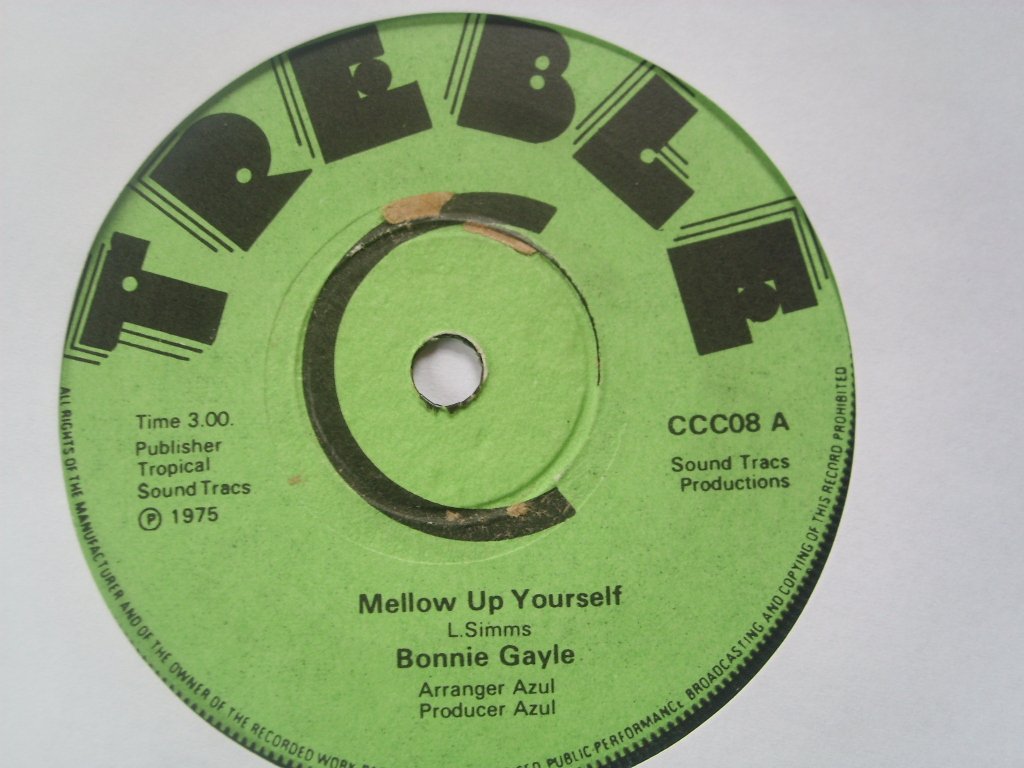 TREBLE
Time 3.00.
Publisher
Tropical
Sound Tracs
℗ 1975
CCC08 A
Sound Tracs
Productions
Mellow Up Yourself
L.Simms
Bonnie Gayle
Arranger Azul
Producer Azul
ALL RIGHTS OF THE MANUFACTURER AND OF THE OWNER OF THE RECORDED WORK PUBLIC PERFORMANCE BROADCASTING AND COPYING OF THIS RECORD PROHIBITED